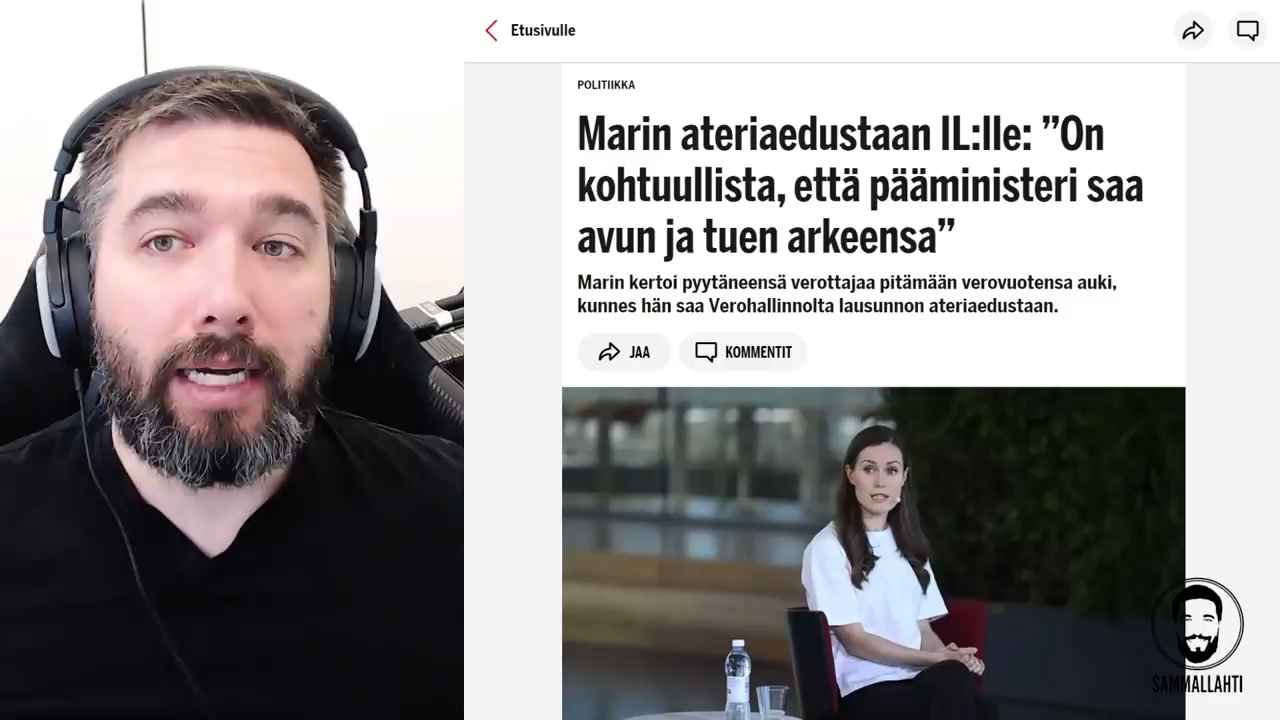 Etusivulle
POLITIIKKA
Marin ateriaedustaan IL:lle: ”On
kohtuullista, että pääministeri saa
avun ja tuen arkeensa”
Marin kertoi pyytäneensä verottajaa pitämään verovuotensa auki,
kunnes hän saa Verohallinnolta lausunnon ateriaedustaan.
JAA
KOMMENTIT
SAMMALLAHTI